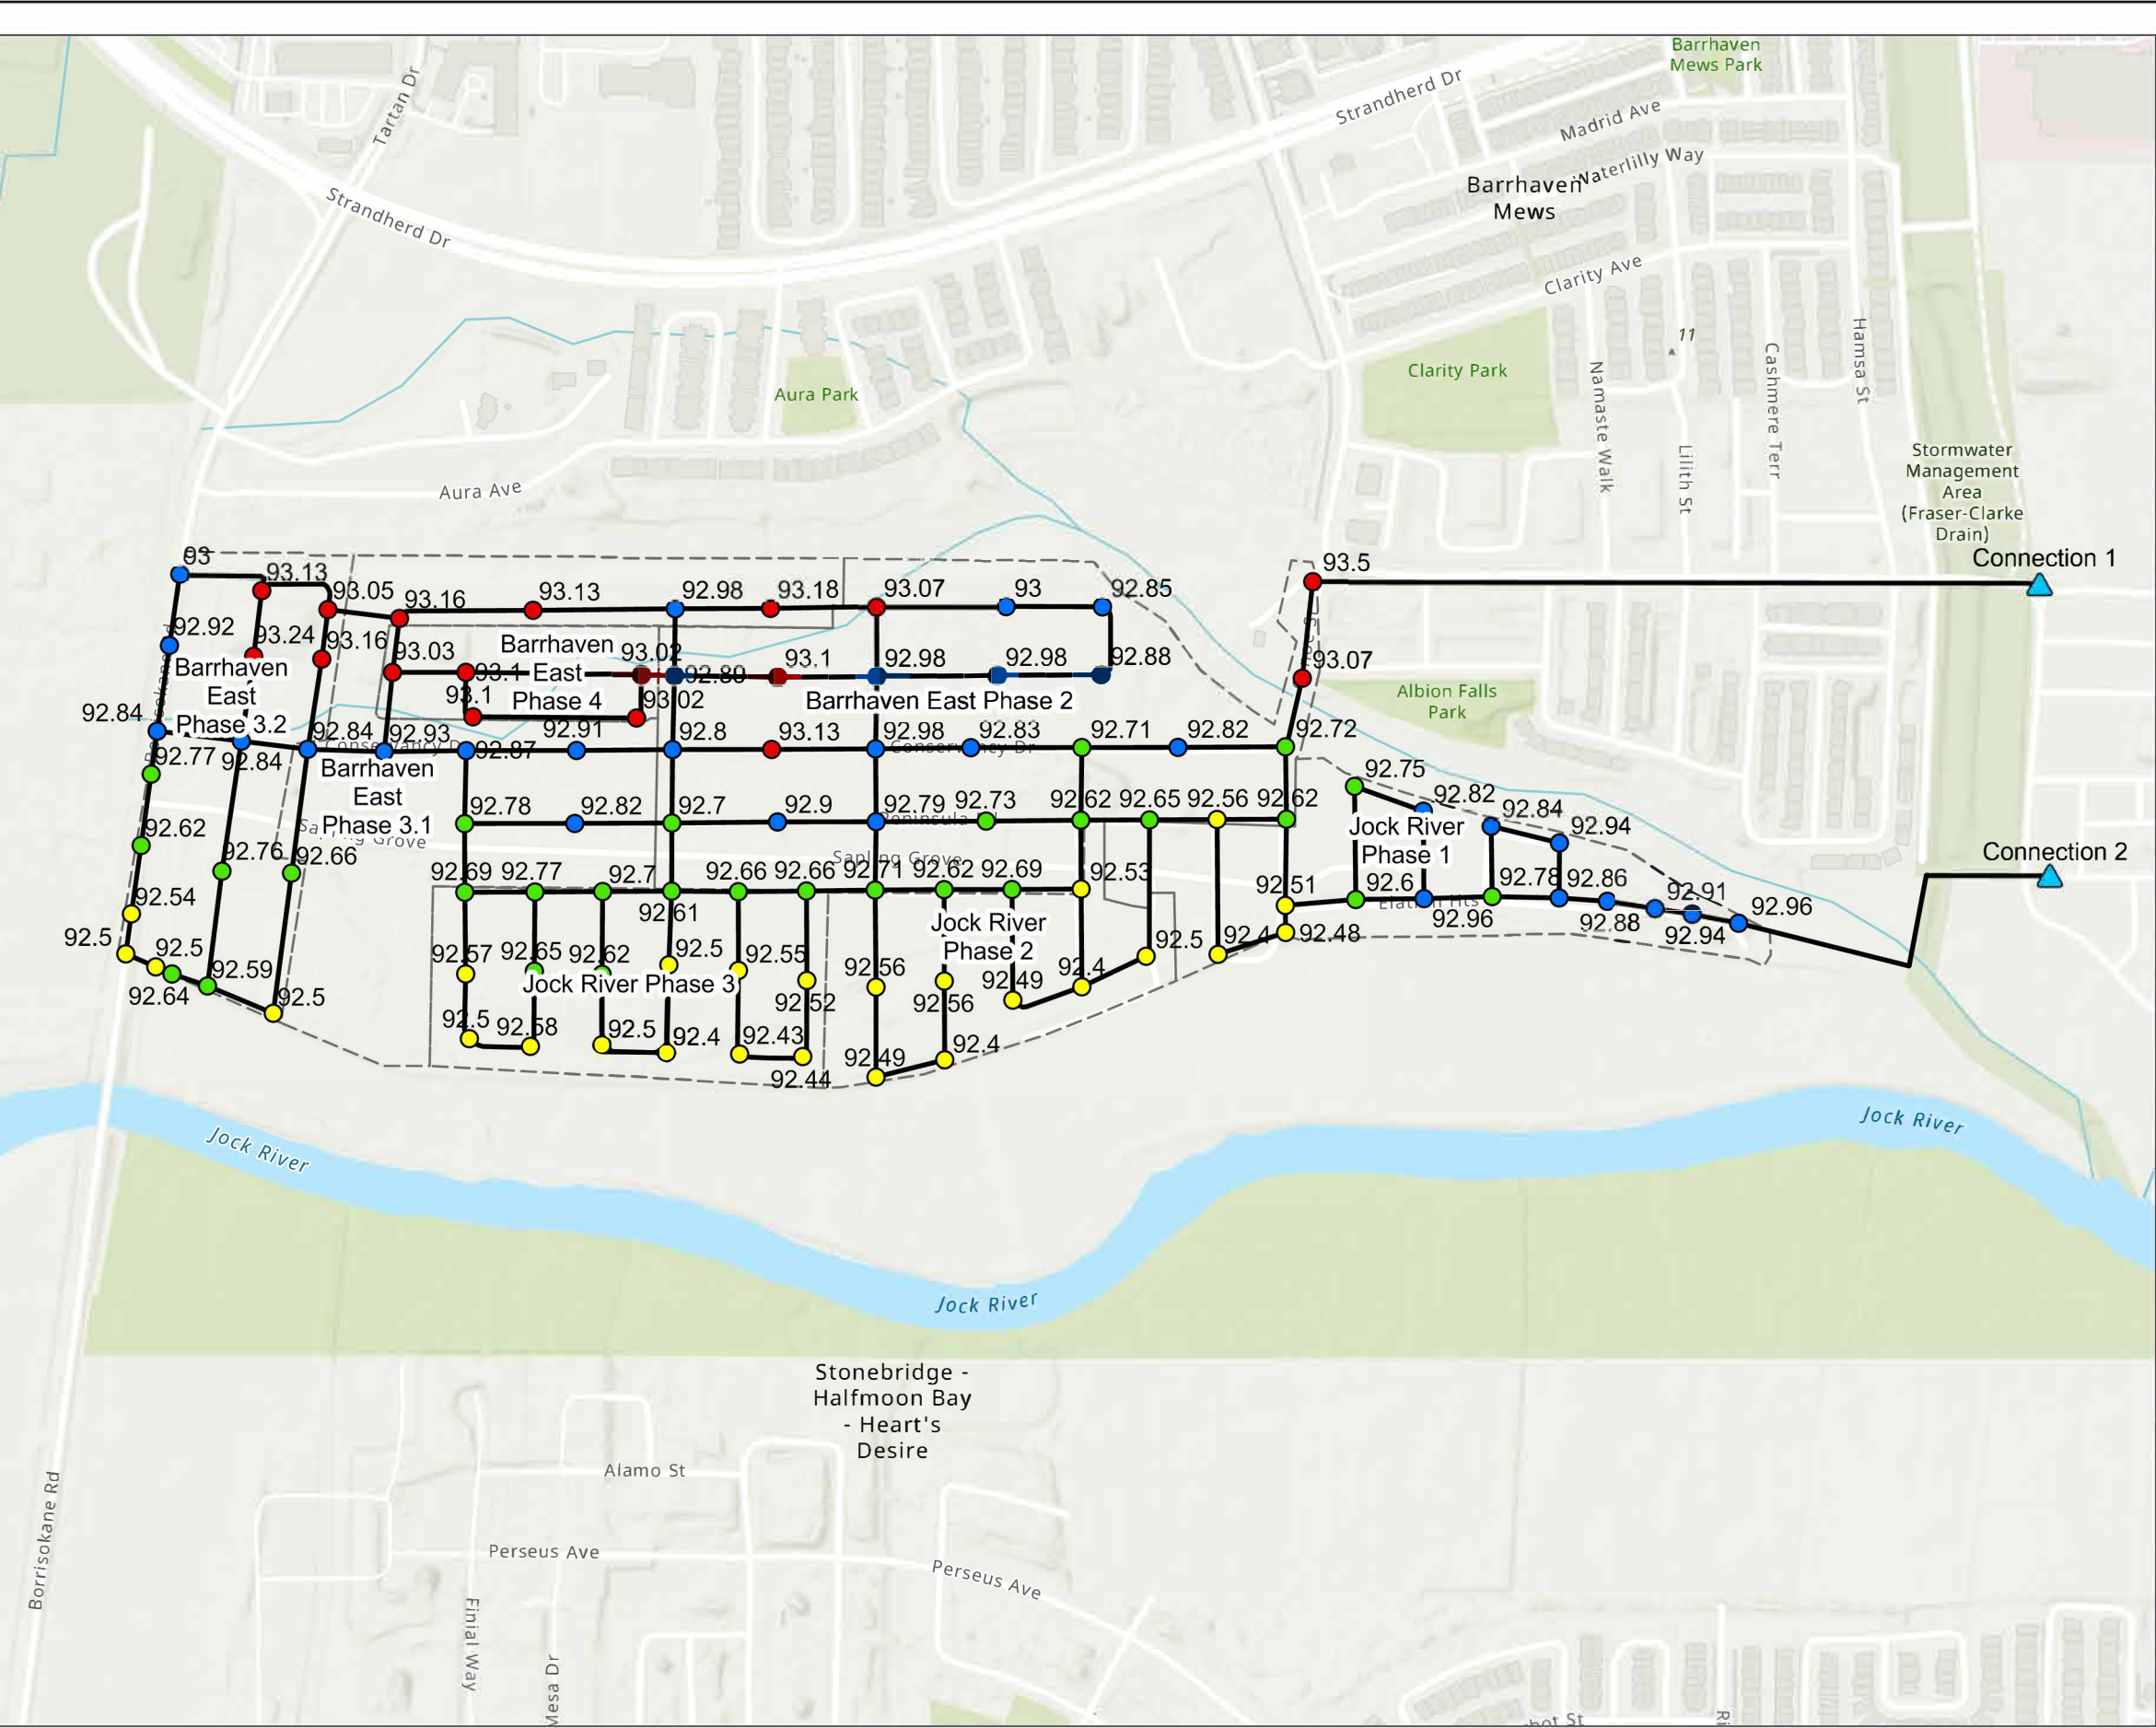 Barrhaven
Mews Park
Strandherd Dr
Madrid Ave
Tartan Dr
Waterlilly Way
Barrhaven
Mews
Strandherd Dr
Clarity Ave
11
Hamsa St
Cashmere Terr
Namaste Walk
Lilith St
Clarity Park
Aura Park
Aura Ave
Stormwater
Management
Area
(Fraser-Clarke
Drain)
Connection 1
93.5
93
93.13
93.05
93.16
93.13
92.98
93.18
93.07
93
92.85
92.92
93.24
93.16
93.03
93.1
93.02
93.1
92.98
92.98
92.88
93.07
Barrhaven
East
Phase 3.2
Barrhaven
East
Phase 4
Barrhaven East Phase 2
Albion Falls
Park
93.1
93.02
92.84
92.84
92.84
92.93
92.87
92.91
92.8
93.13
92.98
92.83
92.71
92.82
92.72
Conservancy Dr
92.77
Barrhaven
East
Phase 3.1
92.75
92.82
92.84
92.94
92.62
92.78
92.82
92.7
92.9
92.79
92.73
92.62
92.65
92.56
92.62
Jock River
Phase 1
Sapling Grove
Sapling Grove
92.76
92.66
92.69
92.77
92.7
92.66
92.66
92.71
92.62
92.69
92.53
92.51
92.6
92.78
92.86
92.91
92.96
Connection 2
92.54
92.61
92.96
92.88
92.94
Jock River
Phase 2
92.5
92.5
92.57
92.65
92.62
92.5
92.55
92.56
92.5
92.4
92.48
92.64
92.59
92.5
Jock River Phase 3
92.52
92.56
92.49
92.4
92.5
92.58
92.5
92.4
92.43
92.44
92.49
92.4
Jock River
Jock River
Jock River
Stonebridge -
Halfmoon Bay
- Heart's
Desire
Alamo St
Perseus Ave
Perseus Ave
Borrisokane Rd
Finial Way
Mesa Dr